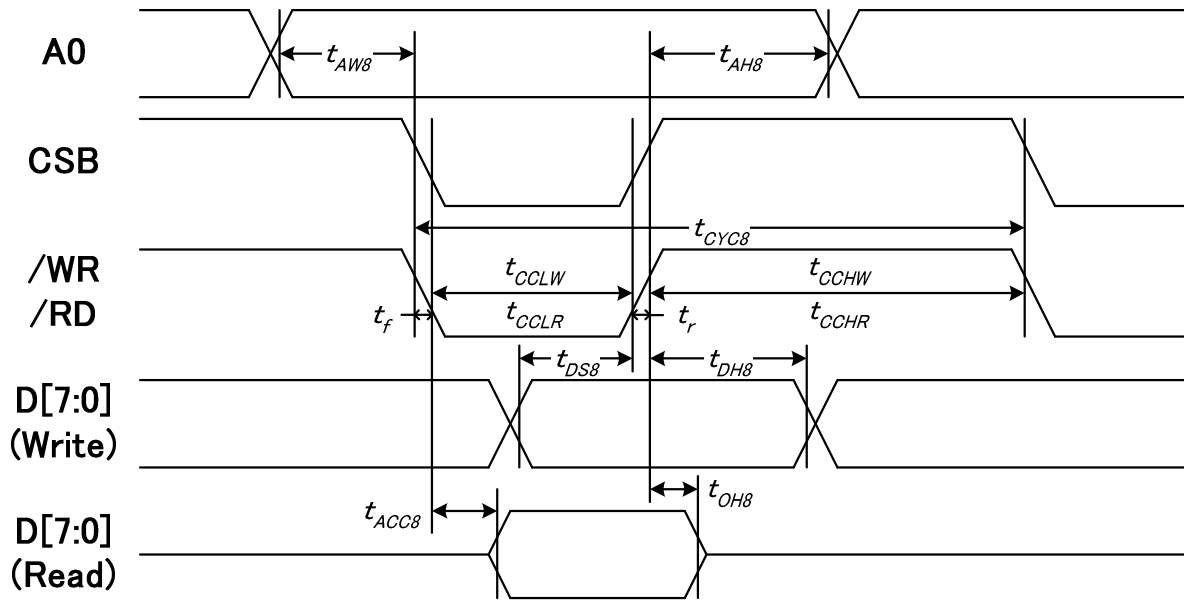 A0
t_AW8
t_AH8
CSB
t_CYC8
/WR
/RD
t_CCLW
t_CCHW
t_f
t_CCLR
t_r
t_CCHR
t_DS8
t_DH8
D[7:0]
(Write)
t_ACC8
t_OH8
D[7:0]
(Read)